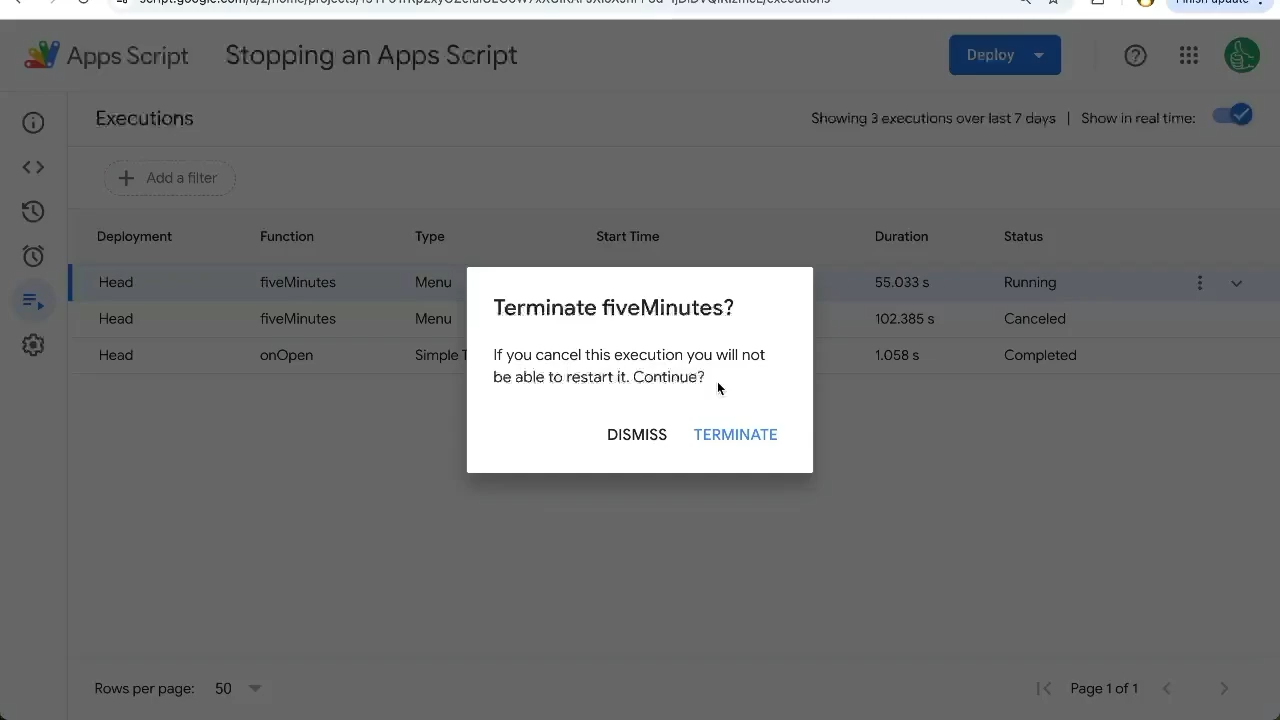 Apps Script
Stopping an Apps Script
Deploy
Executions
Showing 3 executions over last 7 days | Show in real time:
Add a filter
Deployment Function Type Start Time Duration Status
Head fiveMinutes Menu 55.033 s Running
Head fiveMinutes Menu 102.385 s Canceled
Head onOpen Simple 1.058 s Completed
Terminate fiveMinutes?
If you cancel this execution you will not
be able to restart it. Continue?
DISMISS TERMINATE
Rows per page: 50
Page 1 of 1